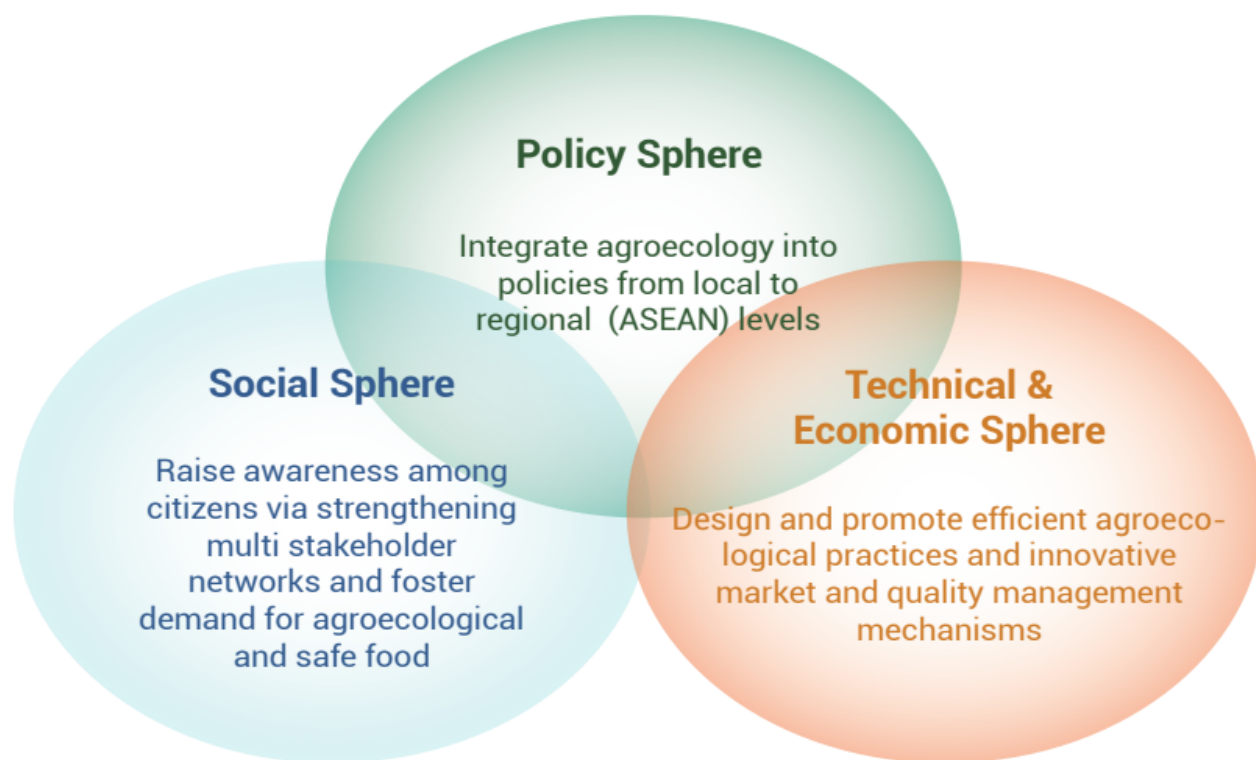 Policy Sphere
Integrate agroecology into
policies from local to
regional (ASEAN) levels
Social Sphere
Raise awareness among
citizens via strengthening
multi stakeholder
networks and foster
demand for agroecological
and safe food
Technical &
Economic Sphere
Design and promote efficient agroeco-
logical practices and innovative
market and quality management
mechanisms